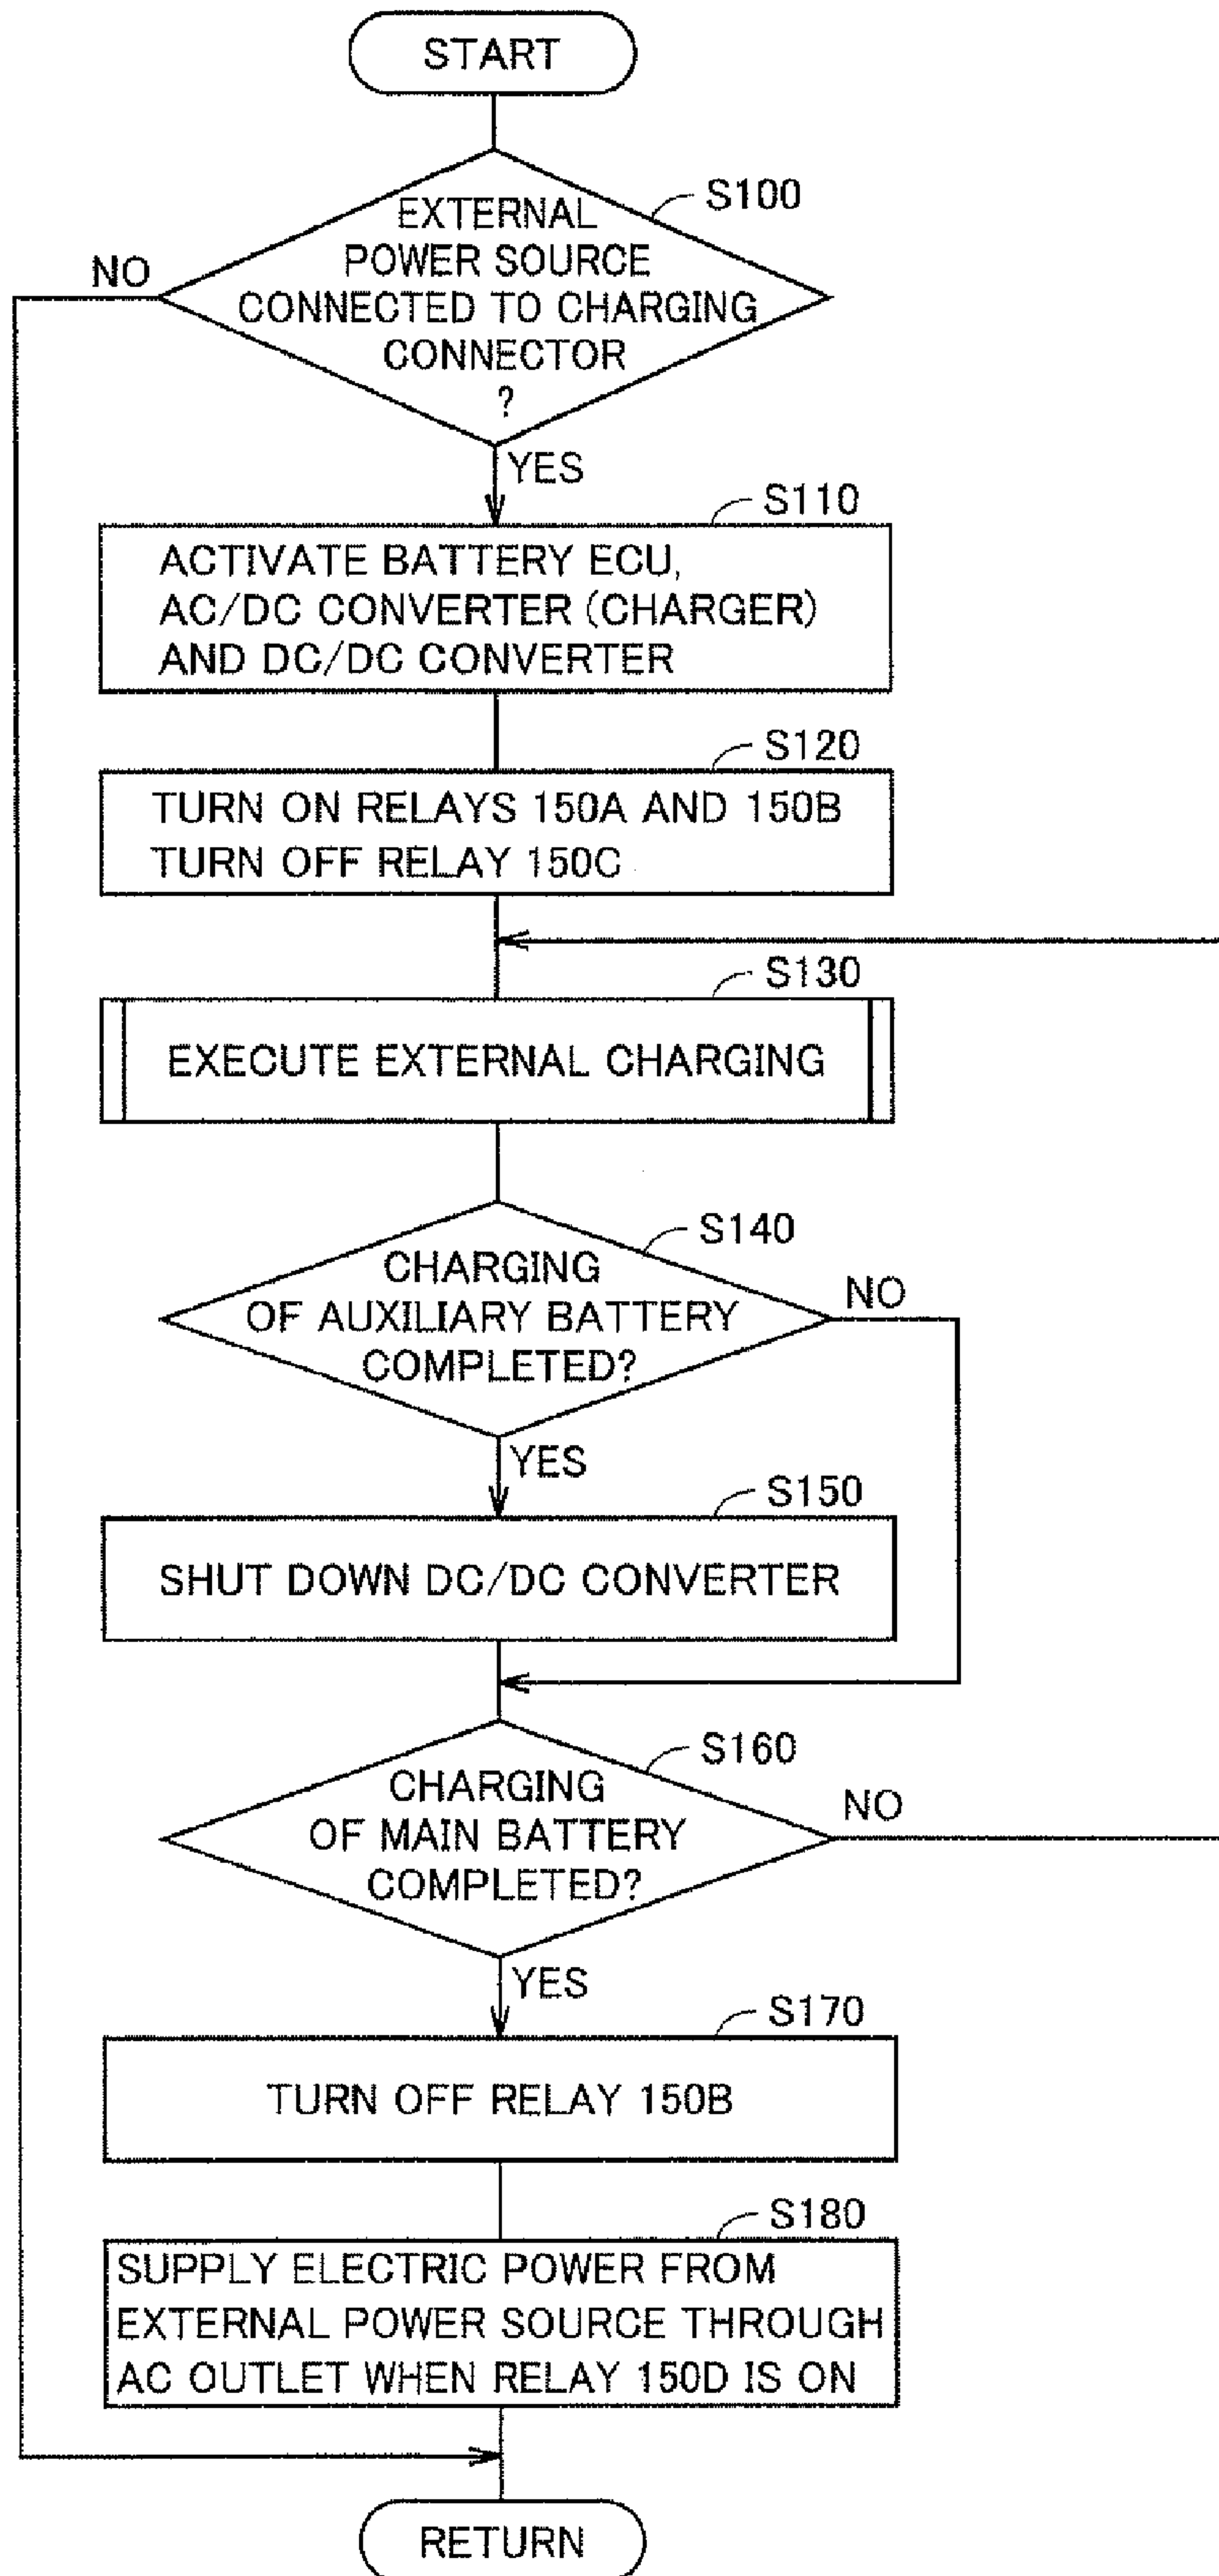 START
S100
EXTERNAL
POWER SOURCE
CONNECTED TO CHARGING
CONNECTOR
?
NO
YES
S110
ACTIVATE BATTERY ECU,
AC/DC CONVERTER (CHARGER)
AND DC/DC CONVERTER
S120
TURN ON RELAYS 150A AND 150B
TURN OFF RELAY 150C
S130
EXECUTE EXTERNAL CHARGING
S140
CHARGING
OF AUXILIARY BATTERY
COMPLETED?
NO
YES
S150
SHUT DOWN DC/DC CONVERTER
S160
CHARGING
OF MAIN BATTERY
COMPLETED?
NO
YES
S170
TURN OFF RELAY 150B
S180
SUPPLY ELECTRIC POWER FROM
EXTERNAL POWER SOURCE THROUGH
AC OUTLET WHEN RELAY 150D IS ON
RETURN